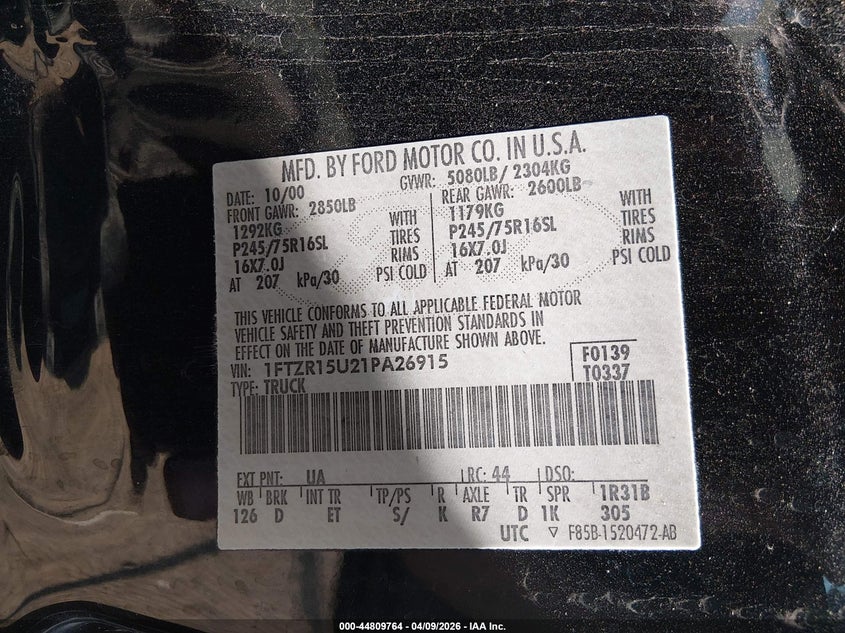 MFD. BY FORD MOTOR CO. IN U.S.A.
DATE: 10/00 GVWR: 5080LB/ 2304KG
FRONT GAWR: 2850LB REAR GAWR: 2600LB
1292KG WITH 1179KG WITH
P245/75R16SL TIRES P245/75R16SL TIRES
16X7.0J RIMS 16X7.0J RIMS
AT 207 kPa/30 PSI COLD AT 207 kPa/30 PSI COLD
THIS VEHICLE CONFORMS TO ALL APPLICABLE FEDERAL MOTOR
VEHICLE SAFETY AND THEFT PREVENTION STANDARDS IN
EFFECT ON THE DATE OF MANUFACTURE SHOWN ABOVE.
VIN: 1FTZR15U21PA26915 F0139
TYPE: TRUCK T0337
EXT PNT: UA RC: 44 DSO:
WB BRK INT TR TP/PS R AXLE TR SPR 1R31B
126 D ET S/ K R7 D 1K 305
UTC ▽ F85B-1520472-AB
000-44809764 - 04/09/2026 - IAA Inc.